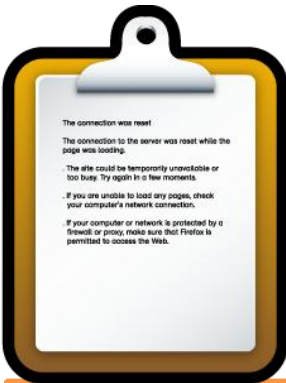 The connection was reset
The connection to the server was reset while the
page was loading.
. The site could be temporarily unavailable or
too busy. Try again in a few moments.
. If you are unable to load any pages, check
your computer's network connection.
. If your computer or network is protected by a
firewall or proxy, make sure that Firefox is
permitted to access the Web.